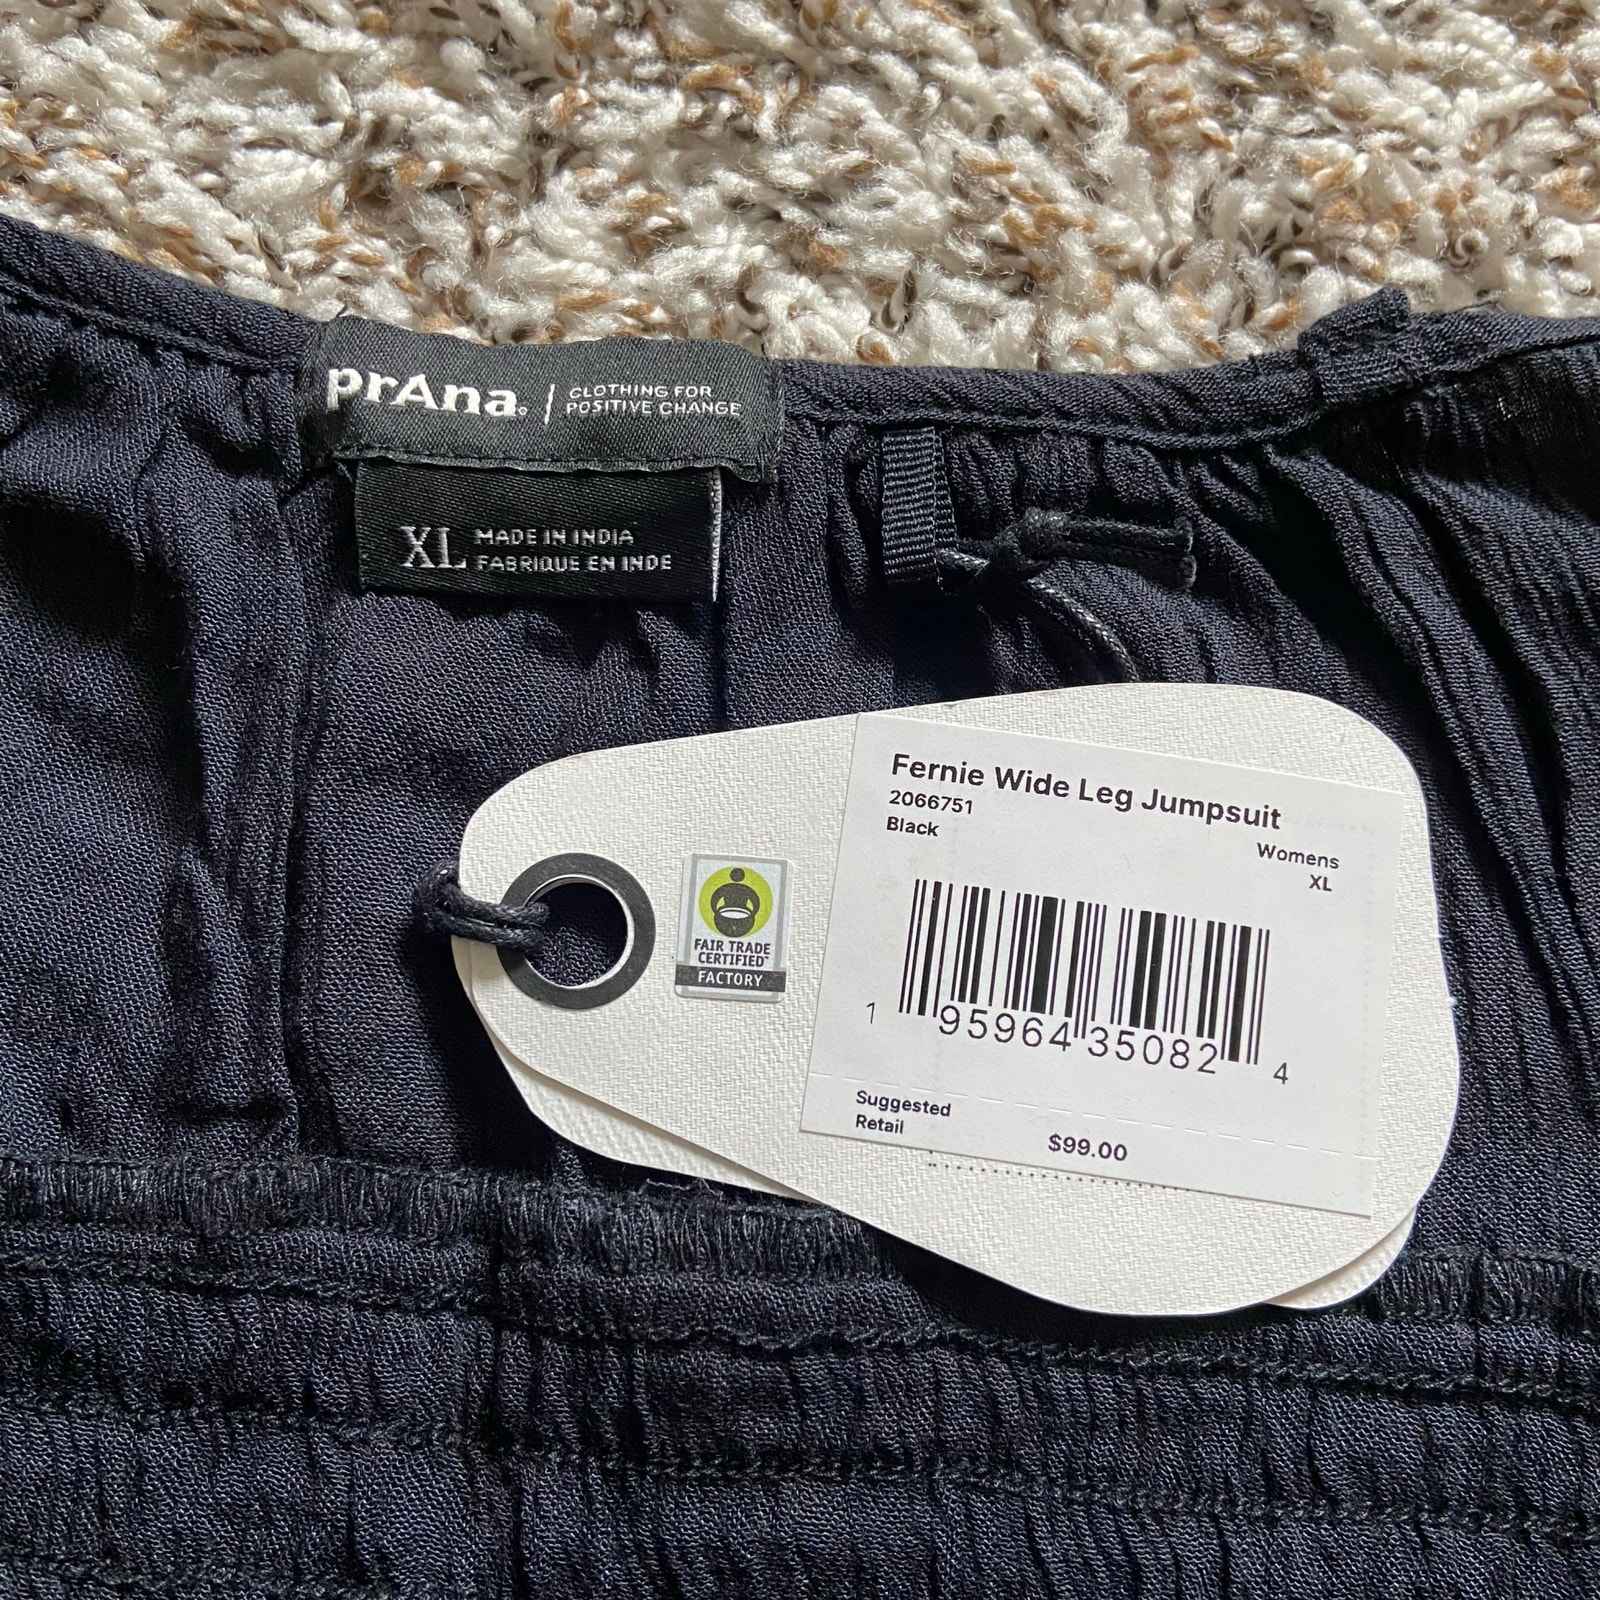 prAna. | CLOTHING FOR
POSITIVE CHANGE
XL MADE IN INDIA
FABRIQUE EN INDE
Fernie Wide Leg Jumpsuit
2066751
Black
Womens
XL
FAIR TRADE
CERTIFIED™
FACTORY
1 95964 35082 4
Suggested
Retail
$99.00